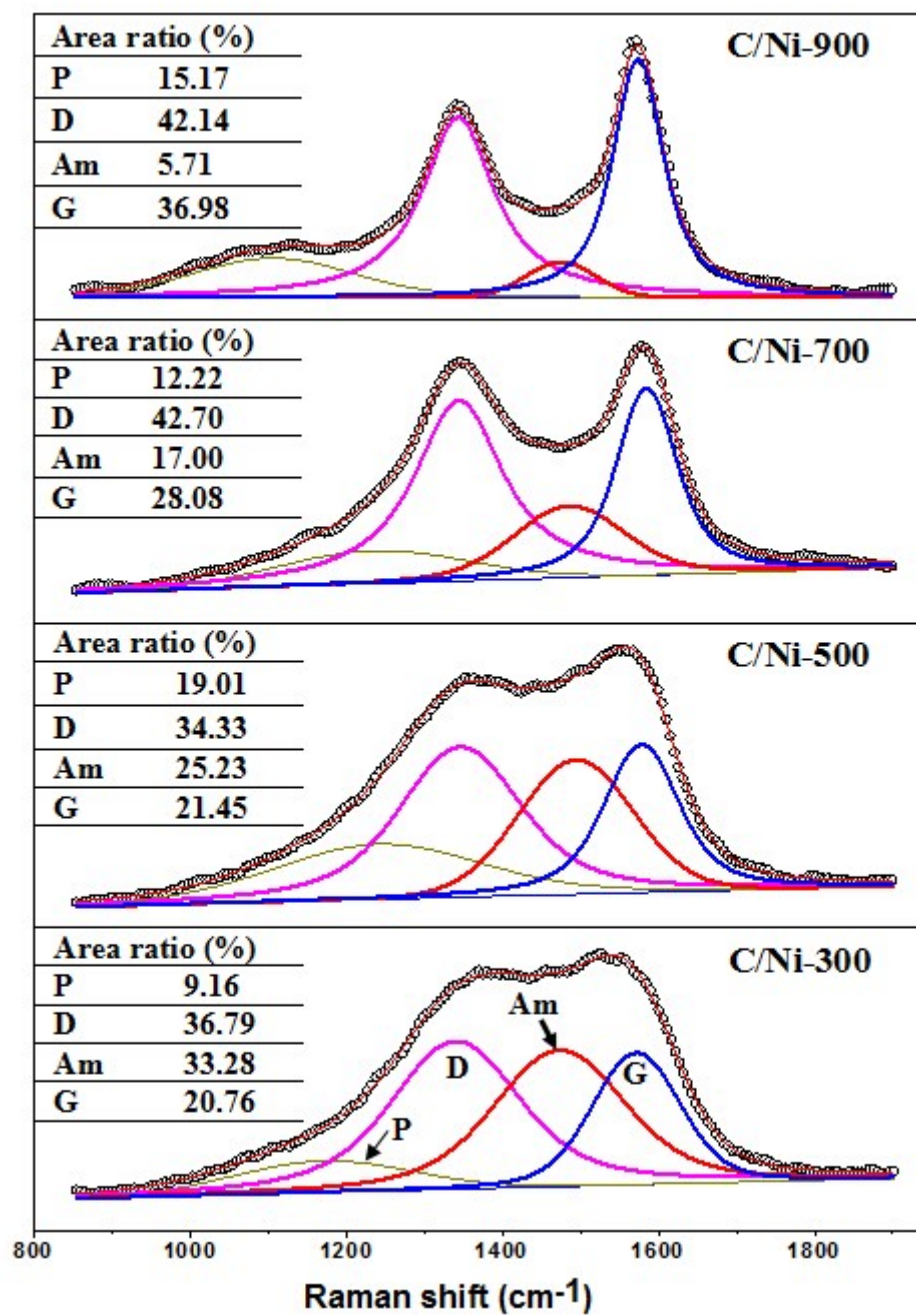 Area ratio (%)
C/Ni-900
P 15.17
D 42.14
Am 5.71
G 36.98
Area ratio (%)
C/Ni-700
P 12.22
D 42.70
Am 17.00
G 28.08
Area ratio (%)
C/Ni-500
P 19.01
D 34.33
Am 25.23
G 21.45
Area ratio (%)
C/Ni-300
P 9.16
D 36.79
Am 33.28
G 20.76
Am
D
G
P
800 1000 1200 1400 1600 1800
Raman shift (cm-1)